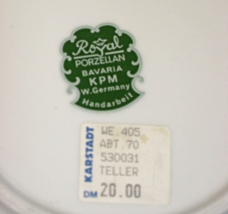 Royal
PORZELLAN
BAVARIA
KPM
W. Germany
Handarbeit
KARSTADT
WE.405
ABT.70
530031
TELLER
DM 20.00